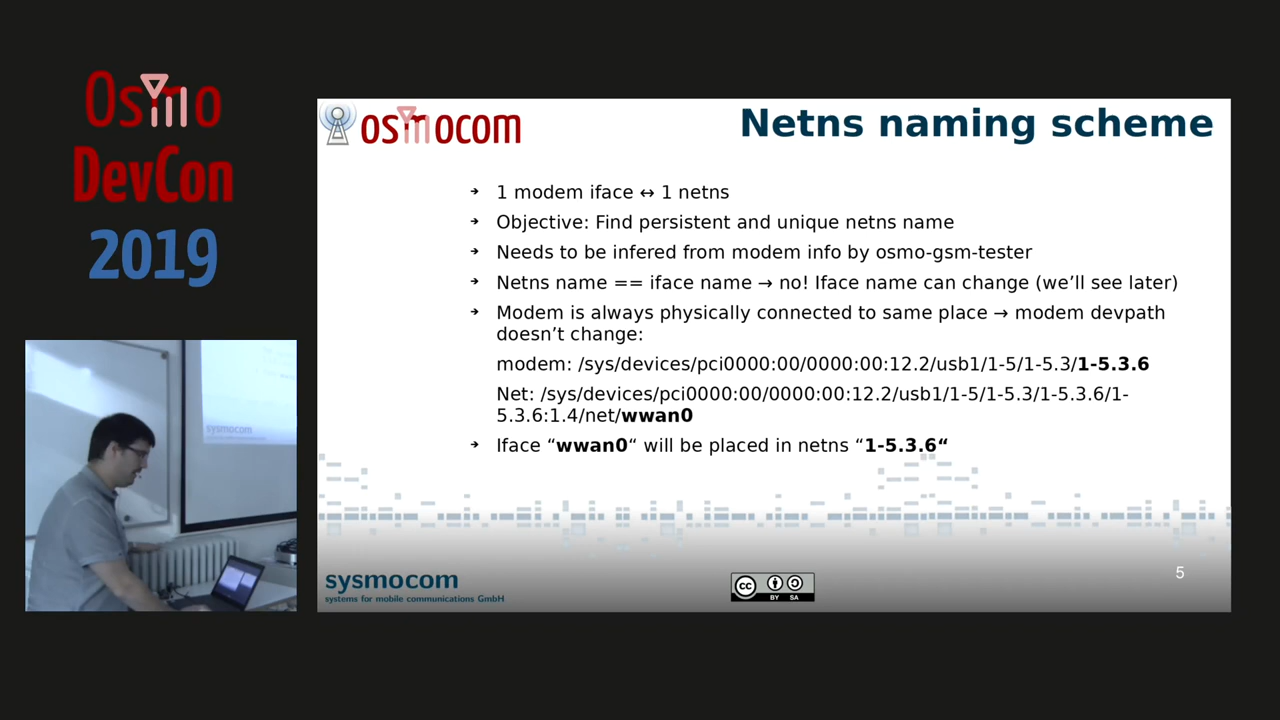 Osmo
DevCon
2019
osmocom
Netns naming scheme
➔ 1 modem iface ↔ 1 netns
➔ Objective: Find persistent and unique netns name
➔ Needs to be infered from modem info by osmo-gsm-tester
➔ Netns name == iface name → no! Iface name can change (we’ll see later)
➔ Modem is always physically connected to same place → modem devpath
doesn’t change:
modem: /sys/devices/pci0000:00/0000:00:12.2/usb1/1-5/1-5.3/1-5.3.6
Net: /sys/devices/pci0000:00/0000:00:12.2/usb1/1-5/1-5.3/1-5.3.6/1-
5.3.6:1.4/net/wwan0
➔ Iface “wwan0“ will be placed in netns “1-5.3.6“
sysmocom
sysmocom
systems for mobile communications GmbH
cc
BY SA
5